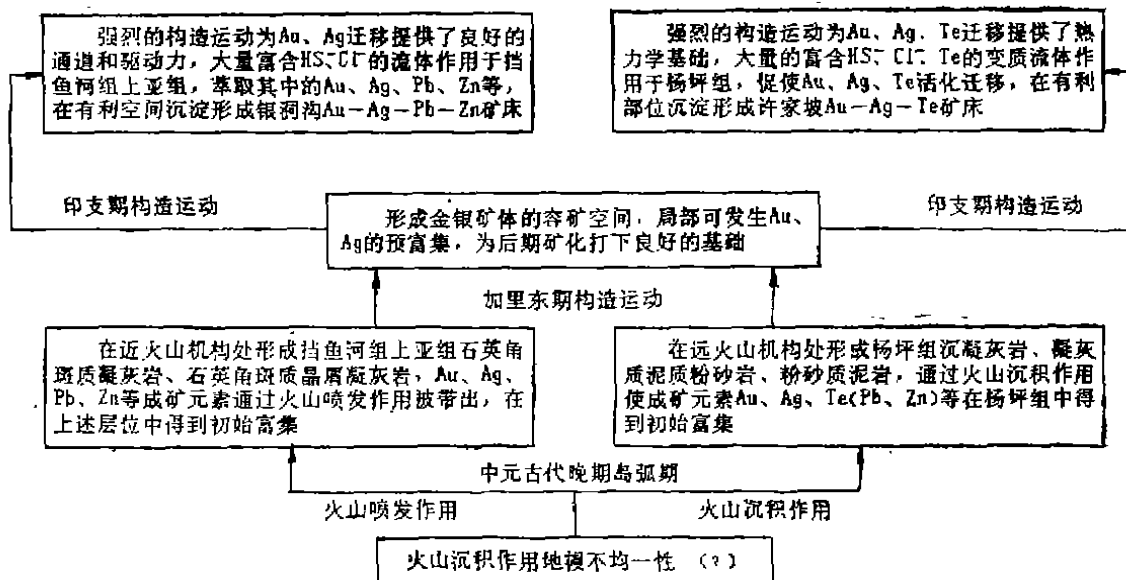 强烈的构造运动为Au、Ag迁移提供了良好的
通道和驱动力，大量富含HS⁻、Cl⁻的流体作用于挡
鱼河组上亚组，萃取其中的Au、Ag、Pb、Zn等，
在有利空间沉淀形成银洞沟Au-Ag-Pb-Zn矿床
强烈的构造运动为Au、Ag、Te迁移提供了热
力学基础，大量的富含HS⁻、Cl⁻、Te的变质流体作
用于杨坪组，促使Au、Ag、Te活化迁移，在有利
部位沉淀形成许家坡Au-Ag-Te矿床
印支期构造运动
印支期构造运动
形成金银矿体的容矿空间，局部可发生Au、
Ag的预富集，为后期矿化打下良好的基础
加里东期构造运动
在近火山机构处形成挡鱼河组上亚组石英角
斑质凝灰岩、石英角斑质晶屑凝灰岩，Au、Ag、
Pb、Zn等成矿元素通过火山喷发作用被带出，在
上述层位中得到初始富集
在远火山机构处形成杨坪组沉凝灰岩、凝灰
质泥质粉砂岩、粉砂质泥岩，通过火山沉积作用
使成矿元素Au、Ag、Te(Pb、Zn)等在杨坪组中得
到初始富集
中元古代晚期岛弧期
火山喷发作用
火山沉积作用
火山沉积作用地幔不均一性 (?)